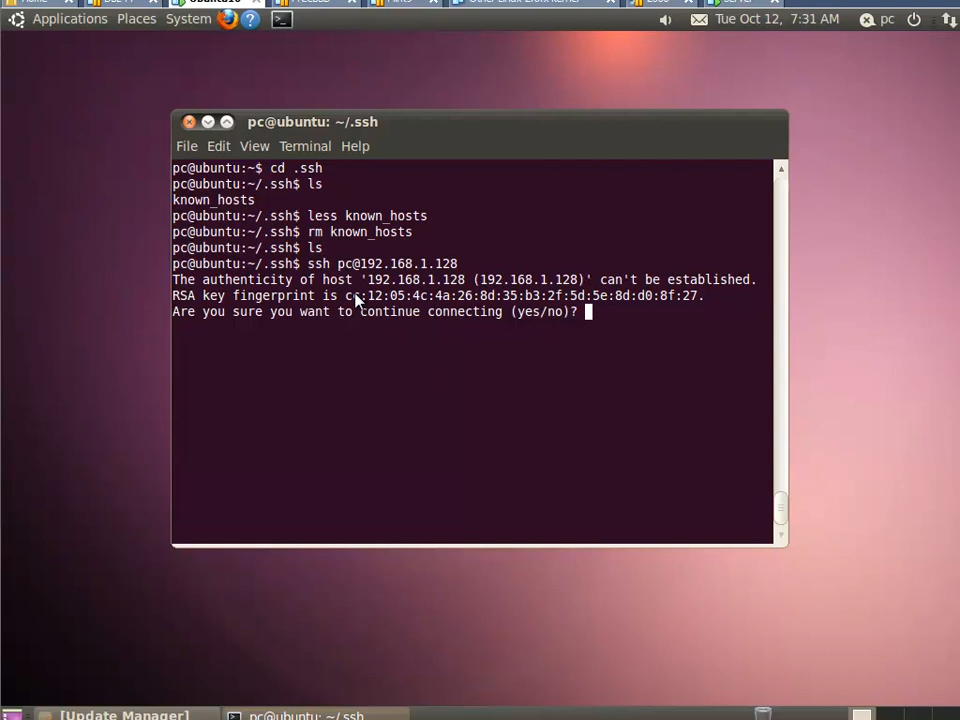 Applications Places System
Tue Oct 12, 7:31 AM
pc
pc@ubuntu: ~/.ssh
File Edit View Terminal Help
pc@ubuntu:~$ cd .ssh
pc@ubuntu:~/.ssh$ ls
known_hosts
pc@ubuntu:~/.ssh$ less known_hosts
pc@ubuntu:~/.ssh$ rm known_hosts
pc@ubuntu:~/.ssh$ ls
pc@ubuntu:~/.ssh$ ssh pc@192.168.1.128
The authenticity of host '192.168.1.128 (192.168.1.128)' can't be established.
RSA key fingerprint is cc:12:05:4c:4a:26:8d:35:b3:2f:5d:5e:8d:d0:8f:27.
Are you sure you want to continue connecting (yes/no)?
[Update Manager]
pc@ubuntu: ~/.ssh